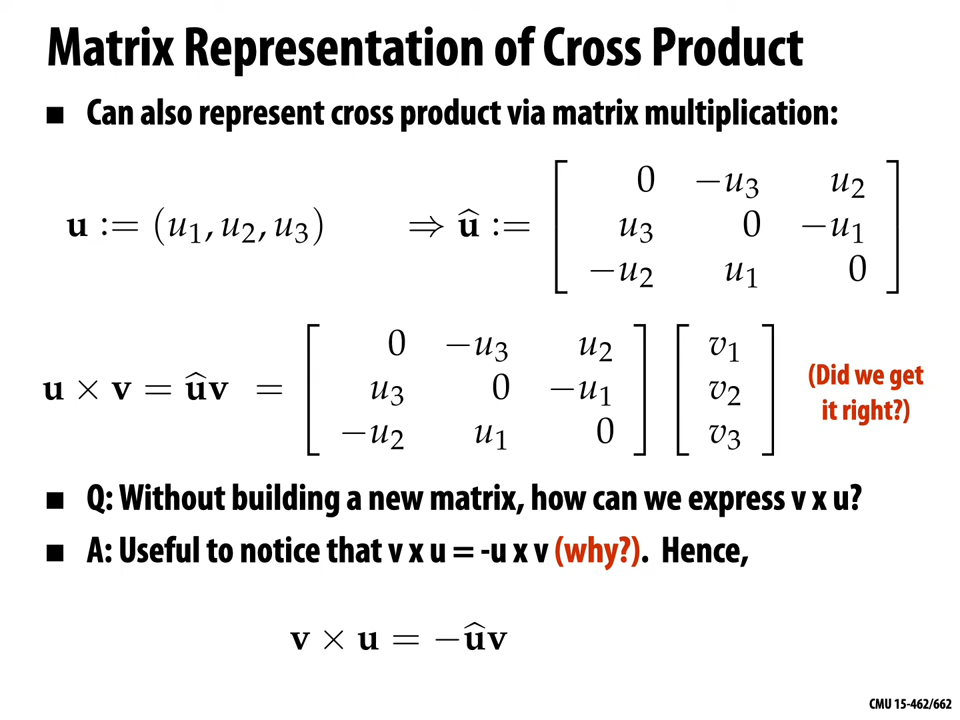 Matrix Representation of Cross Product
■ Can also represent cross product via matrix multiplication:
u := (u₁, u₂, u₃) ⇒ û := [ 0 −u₃ u₂
u₃ 0 −u₁
−u₂ u₁ 0 ]
u × v = ûv = [ 0 −u₃ u₂ ] [ v₁ ]
[ u₃ 0 −u₁ ] [ v₂ ]
[ −u₂ u₁ 0 ] [ v₃ ]
(Did we get
it right?)
■ Q: Without building a new matrix, how can we express v x u?
■ A: Useful to notice that v x u = -u x v (why?). Hence,
v × u = −ûv
CMU 15-462/662